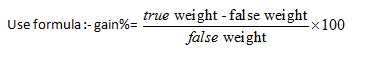 Use formula:- gain%= true weight - false weight / false weight ×100